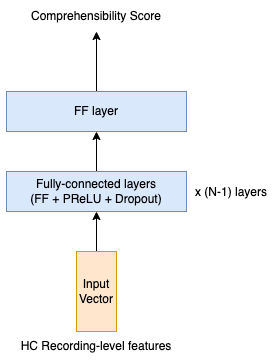 Comprehensibility Score
FF layer
Fully-connected layers
(FF + PReLU + Dropout)
x (N-1) layers
Input
Vector
HC Recording-level features